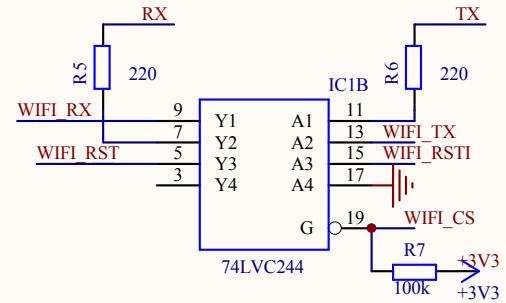 RX
TX
R5
220
R6
220
IC1B
WIFI_RX
9
Y1
A1
11
7
Y2
A2
13
WIFI_TX
WIFI_RST
5
Y3
A3
15
WIFI_RSTI
3
Y4
A4
17
G
19
WIFI_CS
74LVC244
R7
100k
+3V3
+3V3